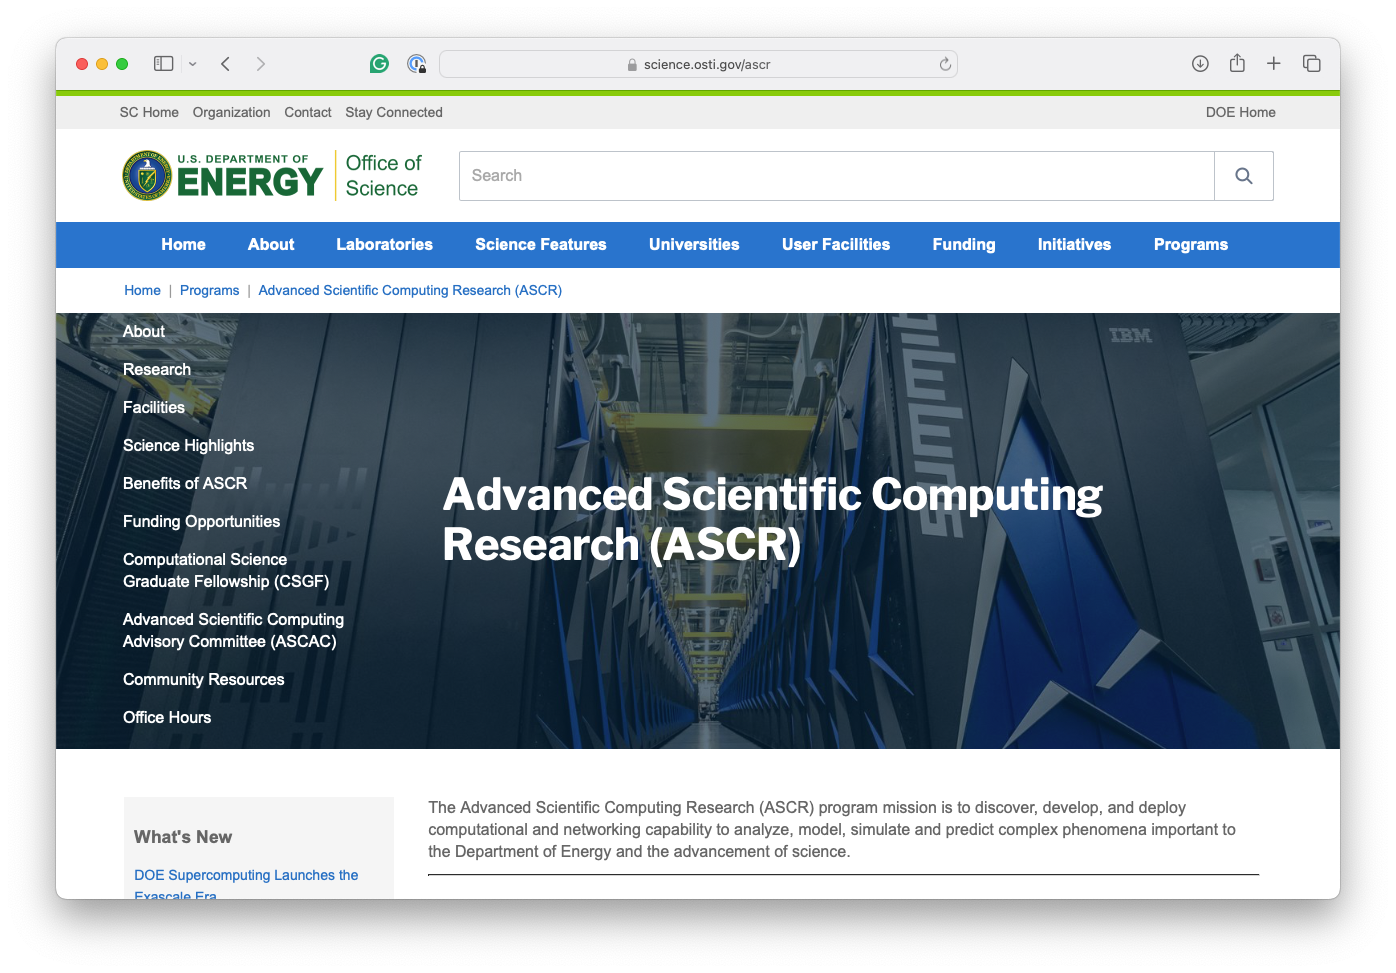 science.osti.gov/ascr
SC Home Organization Contact Stay Connected DOE Home
U.S. DEPARTMENT OF
ENERGY
Office of
Science
Search
Home About Laboratories Science Features Universities User Facilities Funding Initiatives Programs
Home | Programs | Advanced Scientific Computing Research (ASCR)
About
Research
Facilities
Science Highlights
Benefits of ASCR
Funding Opportunities
Computational Science
Graduate Fellowship (CSGF)
Advanced Scientific Computing
Advisory Committee (ASCAC)
Community Resources
Office Hours
IBM
summit
Advanced Scientific Computing
Research (ASCR)
What's New
DOE Supercomputing Launches the
Exascale Era
The Advanced Scientific Computing Research (ASCR) program mission is to discover, develop, and deploy
computational and networking capability to analyze, model, simulate and predict complex phenomena important to
the Department of Energy and the advancement of science.